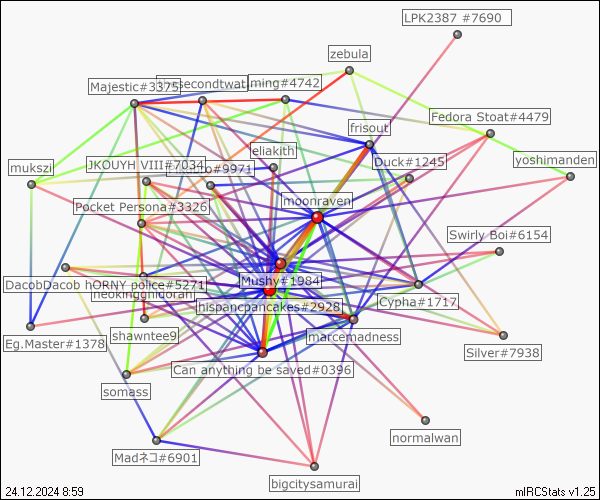 LPK2387 #7690
zebula
Majestic#3375
secondtwat
ming#4742
Fedora Stoat#4479
frisout
eliakith
Duck#1245
yoshimanden
mukszi
JKOUYH VIII#7034
#9971
moonraven
Pocket Persona#3326
Swirly Boi#6154
DacobDacob hORNY police#5271
Mushy#1984
Cypha#1717
hispancpancakes#2928
shawntee9
marcemadness
Eg.Master#1378
Silver#7938
Can anything be saved#0396
somass
normalwan
Madネコ#6901
bigcitysamurai
24.12.2024 8:59
mIRCStats v1.25